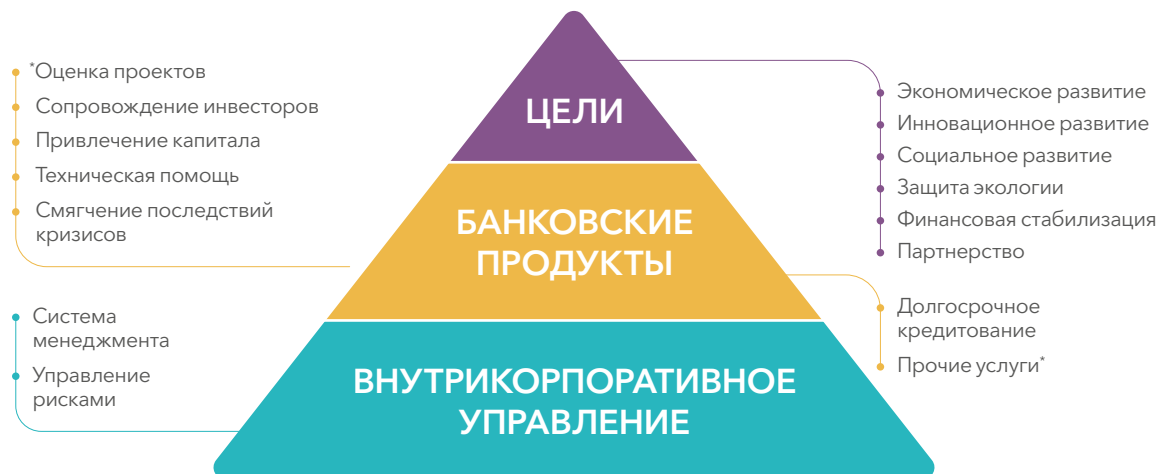 *Оценка проектов
Сопровождение инвесторов
Привлечение капитала
Техническая помощь
Смягчение последствий
кризисов
Система
менеджмента
Управление
рисками
ЦЕЛИ
БАНКОВСКИЕ
ПРОДУКТЫ
ВНУТРИКОРПОРАТИВНОЕ
УПРАВЛЕНИЕ
Экономическое развитие
Инновационное развитие
Социальное развитие
Защита экологии
Финансовая стабилизация
Партнерство
Долгосрочное
кредитование
Прочие услуги*